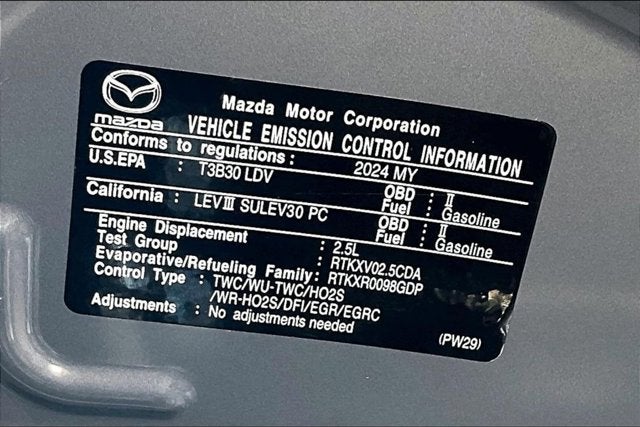 mazda
Mazda Motor Corporation
VEHICLE EMISSION CONTROL INFORMATION
Conforms to regulations : 2024 MY
U.S.EPA : T3B30 LDV OBD : II
Fuel : Gasoline
California : LEVⅢ SULEV30 PC OBD : II
Fuel : Gasoline
Engine Displacement : 2.5L
Test Group : RTKXV02.5CDA
Evaporative/Refueling Family: RTKXR0098GDP
Control Type : TWC/WU-TWC/HO2S
/WR-HO2S/DFI/EGR/EGRC
Adjustments : No adjustments needed
(PW29)